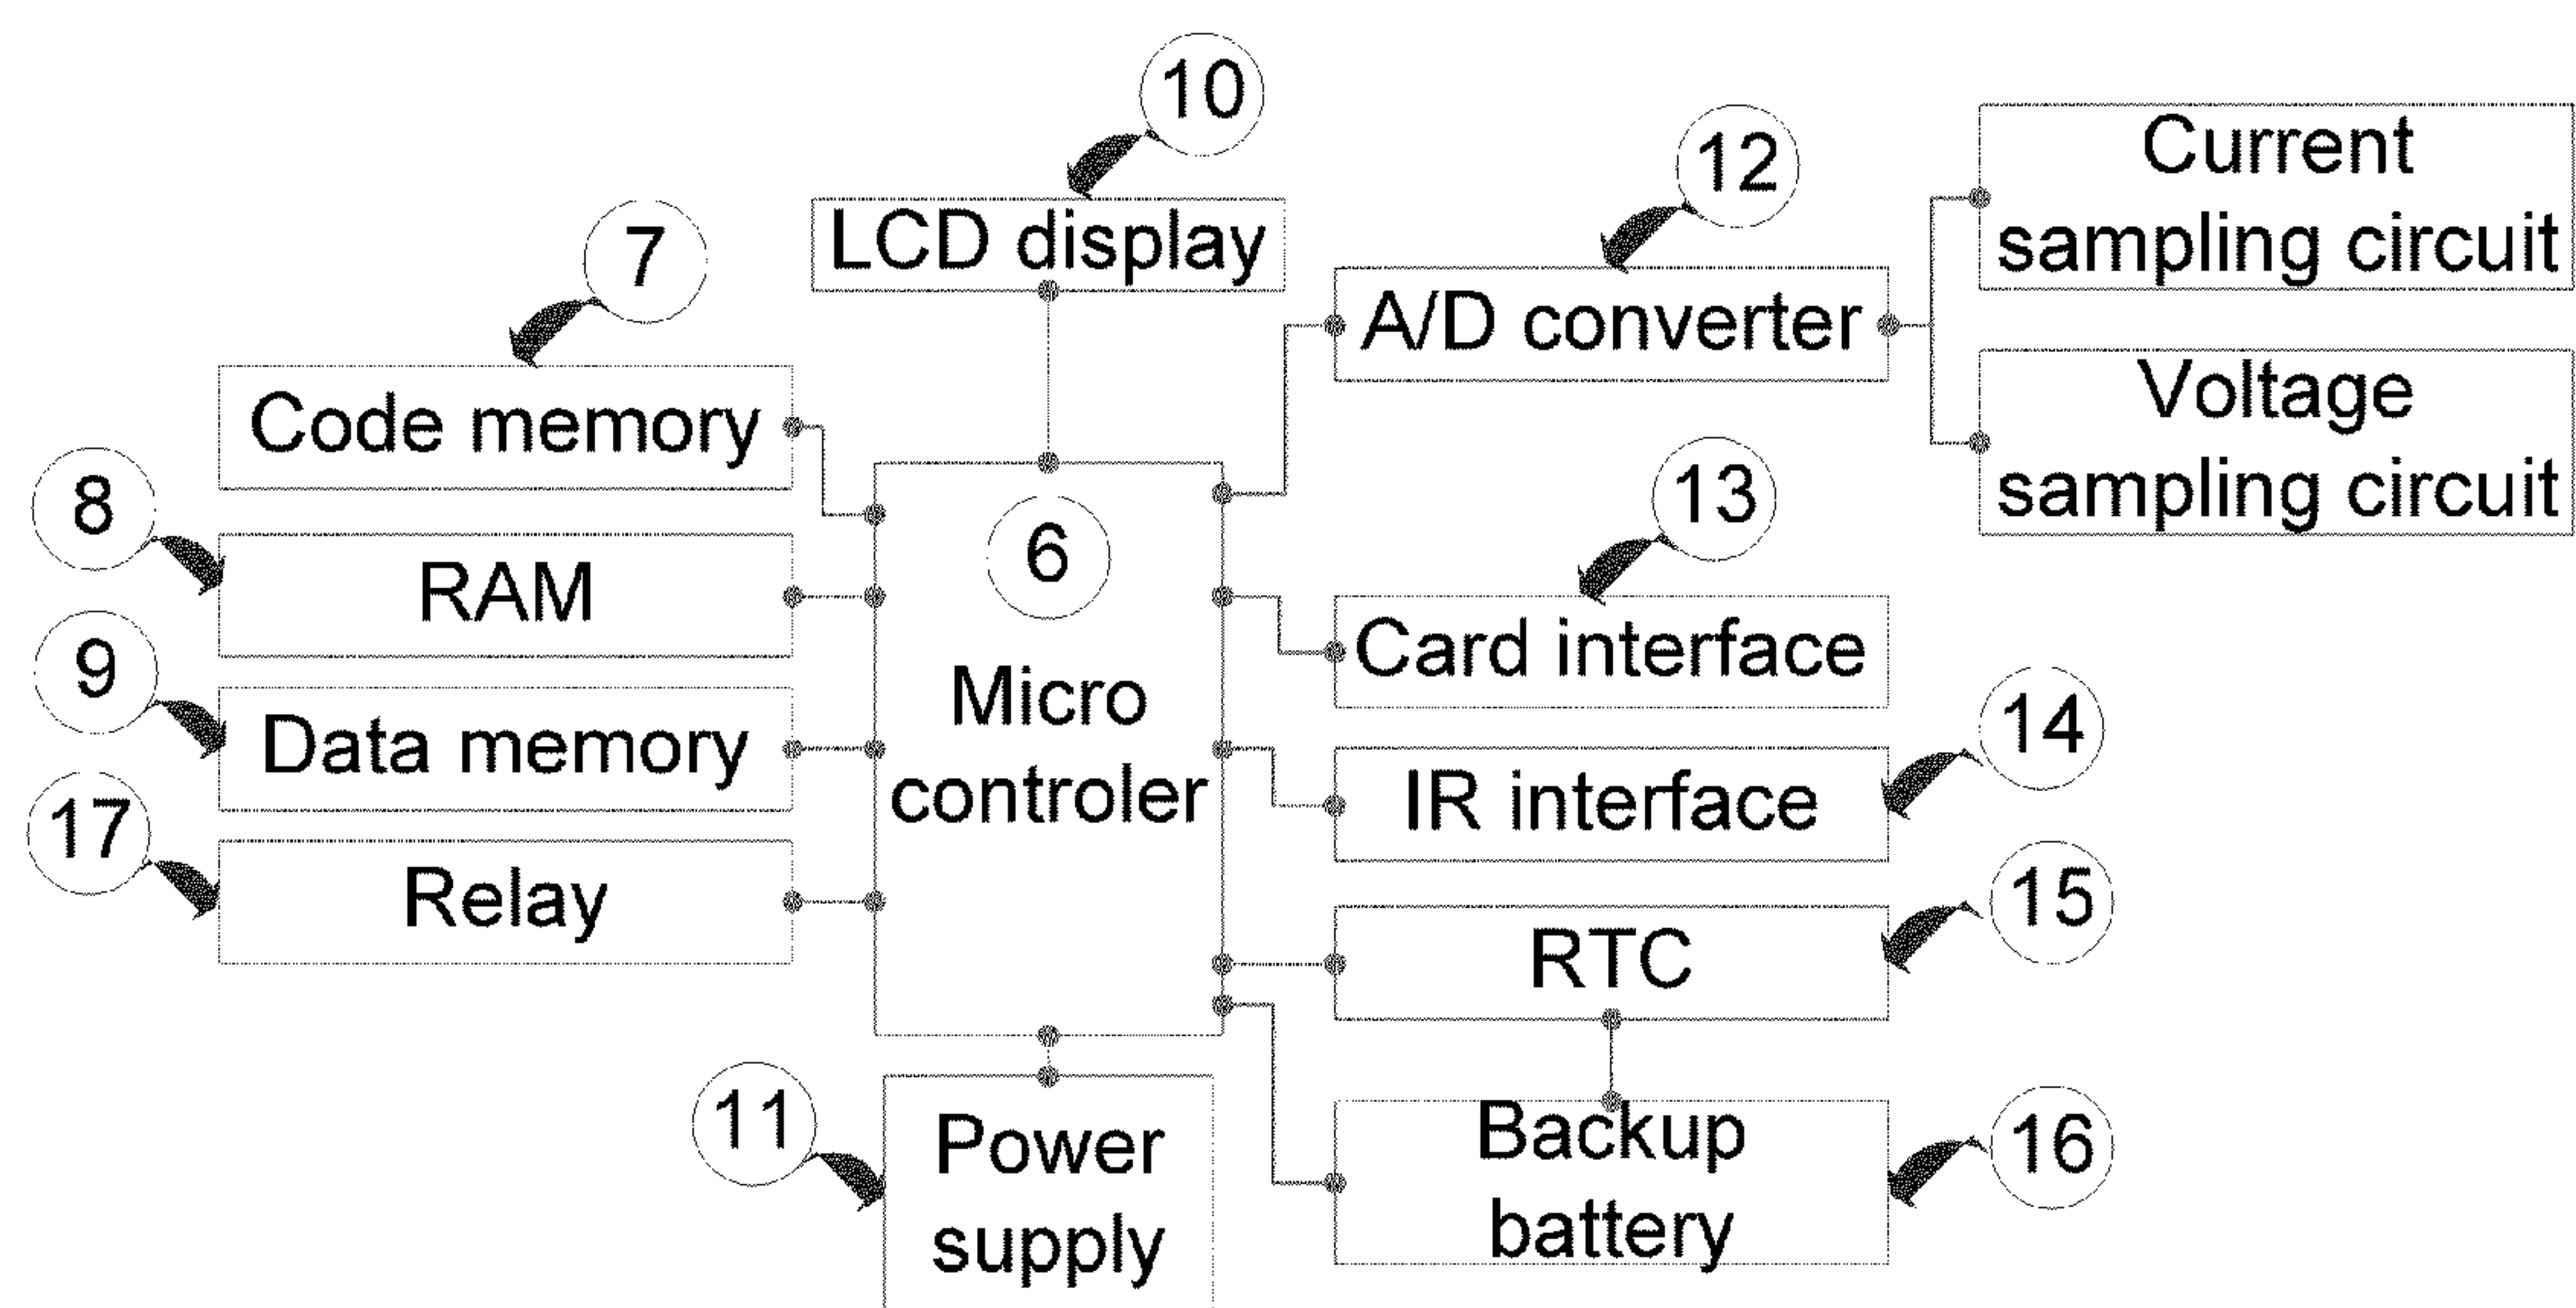 10
LCD display
7
Code memory
8
RAM
9
Data memory
17
Relay
6
Micro
controler
11
Power
supply
12
A/D converter
Current
sampling circuit
Voltage
sampling circuit
13
Card interface
14
IR interface
15
RTC
16
Backup
battery